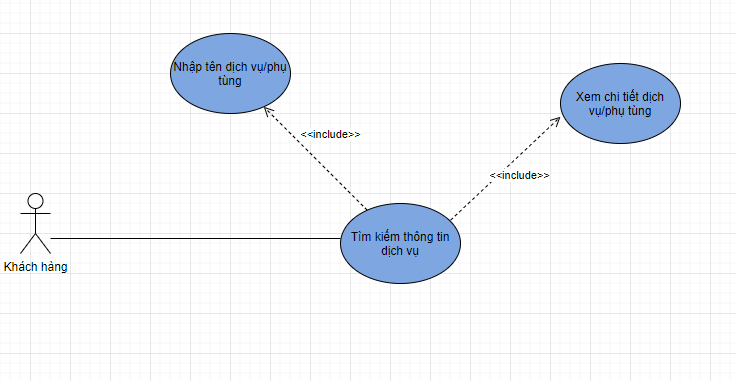 Nhập tên dịch vụ/phụ
tùng
Xem chi tiết dịch
vụ/phụ tùng
<<include>>
<<include>>
Tìm kiếm thông tin
dịch vụ
Khách hàng